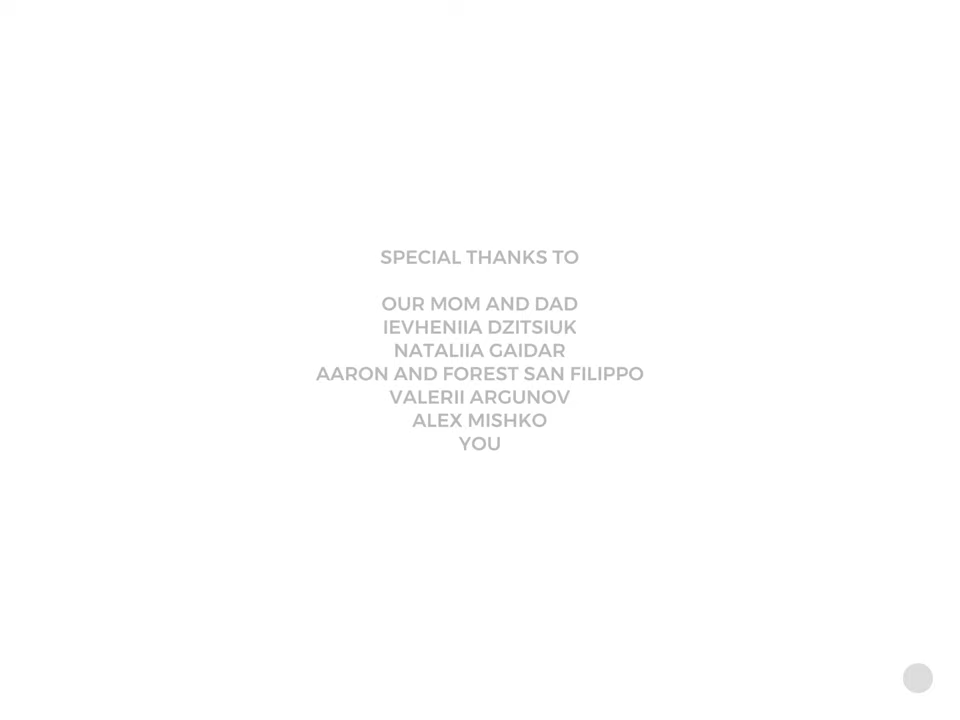 SPECIAL THANKS TO
OUR MOM AND DAD
IEVHENIIA DZITSIUK
NATALIIA GAIDAR
AARON AND FOREST SAN FILIPPO
VALERII ARGUNOV
ALEX MISHKO
YOU